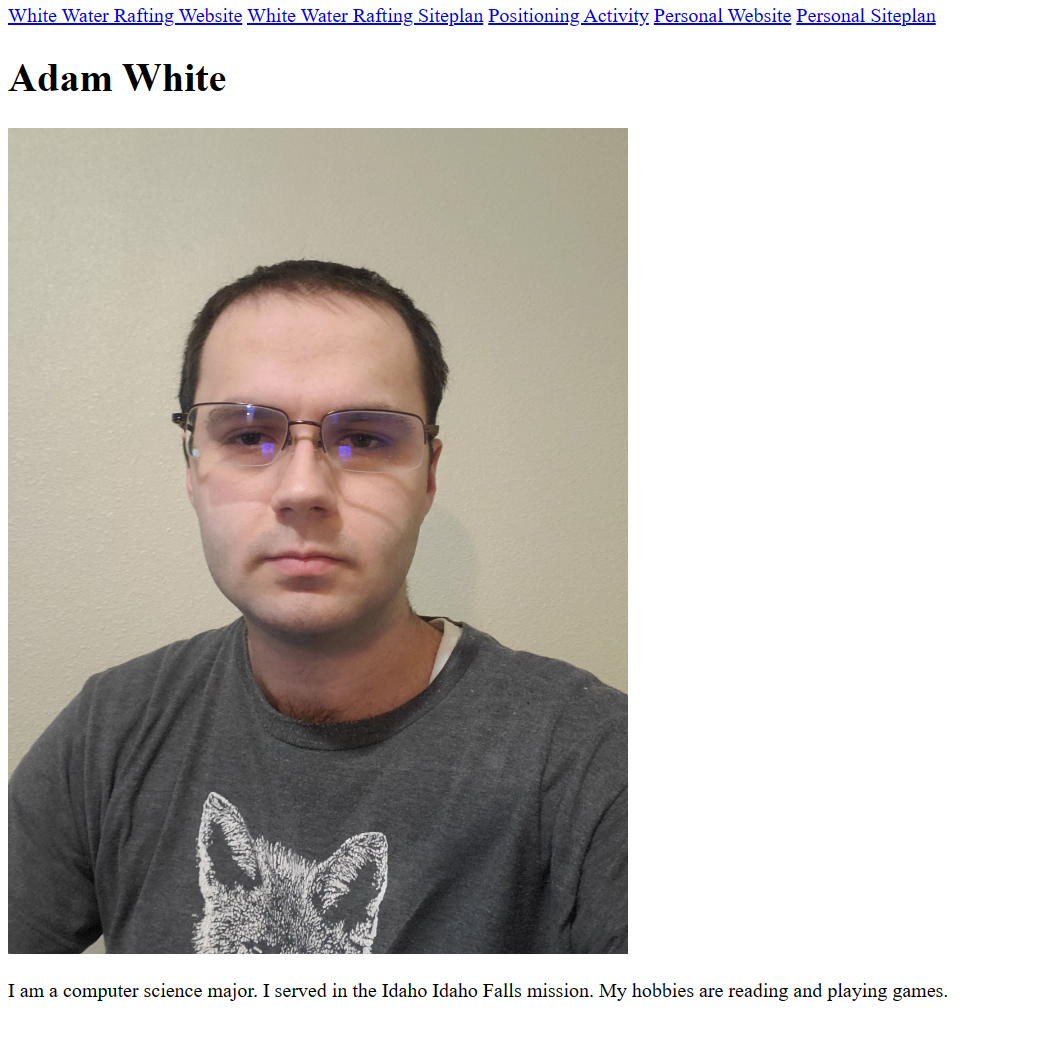 White Water Rafting Website White Water Rafting Siteplan Positioning Activity Personal Website Personal Siteplan
Adam White
I am a computer science major. I served in the Idaho Idaho Falls mission. My hobbies are reading and playing games.